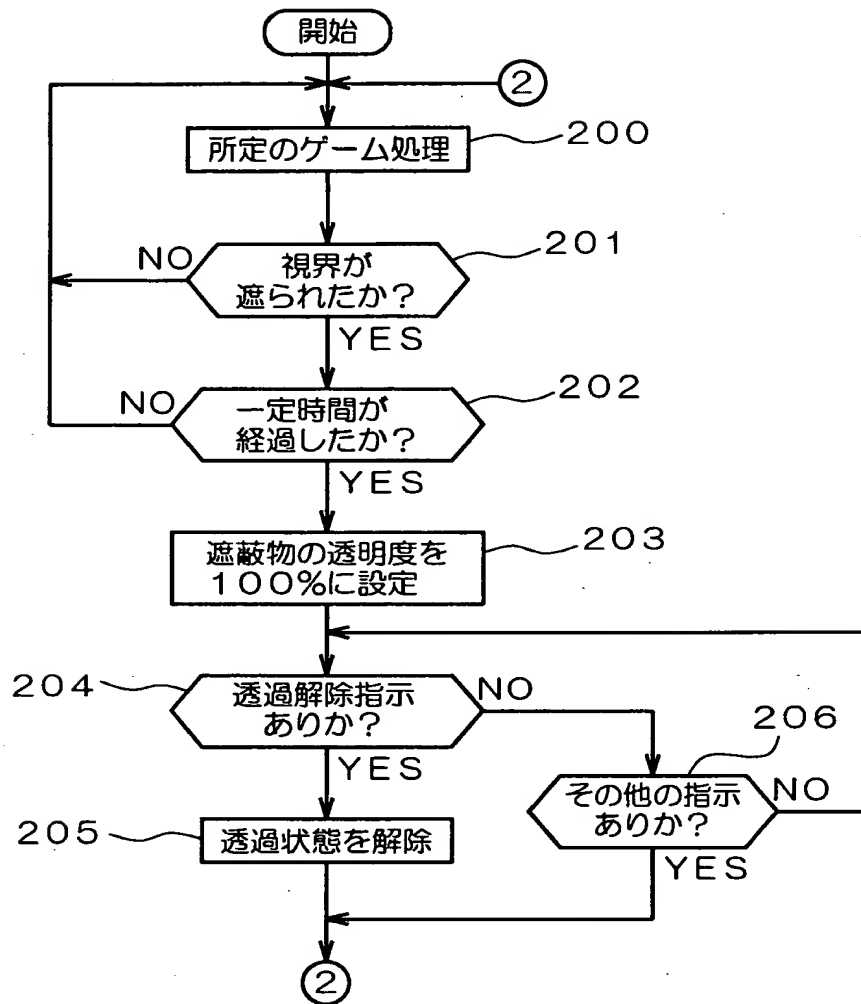 開始
②
所定のゲーム処理
200
視界が
遮られたか?
201
NO
YES
一定時間が
経過したか?
202
NO
YES
遮蔽物の透明度を
100%に設定
203
204
透過解除指示
ありか?
NO
YES
206
その他の指示
ありか?
NO
YES
205
透過状態を解除
②